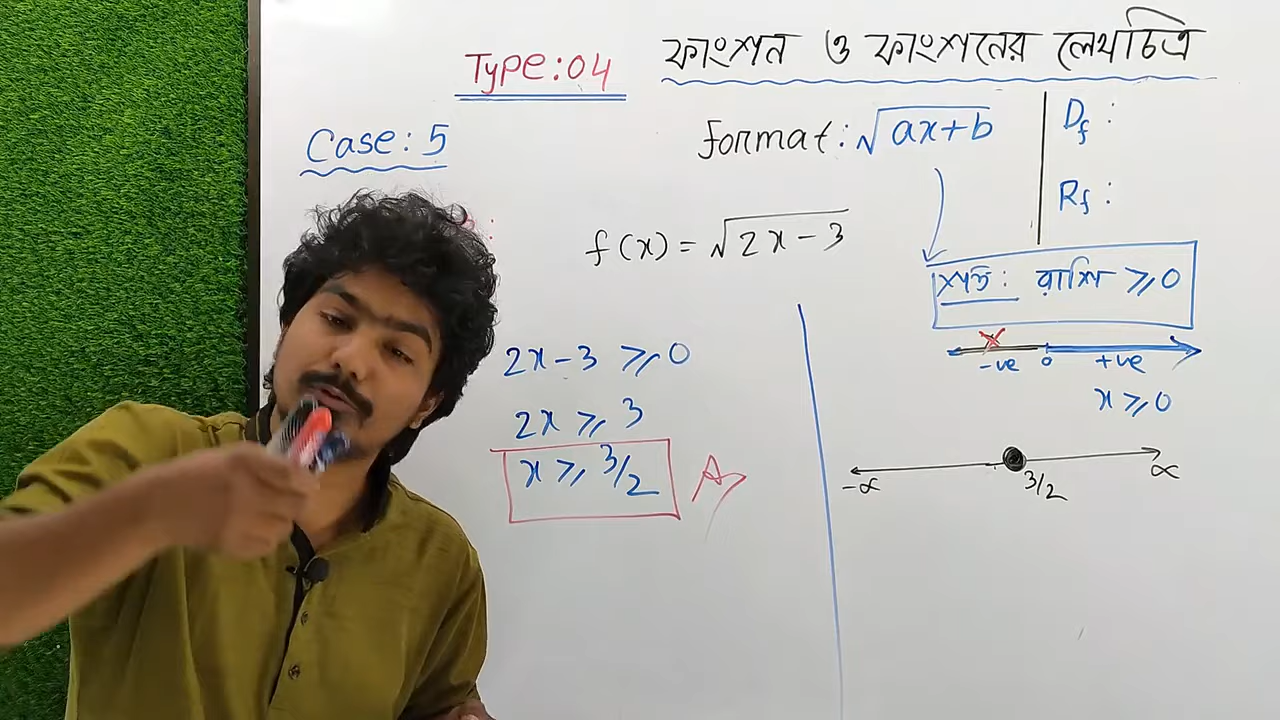 Type:04
ফাংশন ও ফাংশনের লেখচিত্র
Case:5
Format: √ax+b
D_f :
R_f :
f(x) = √2x-3
শর্ত: রাশি ≥ 0
2x-3 ≥ 0
2x ≥ 3
x ≥ 3/2
X
-ve 0 +ve
x ≥ 0
-∝ 3/2 ∝